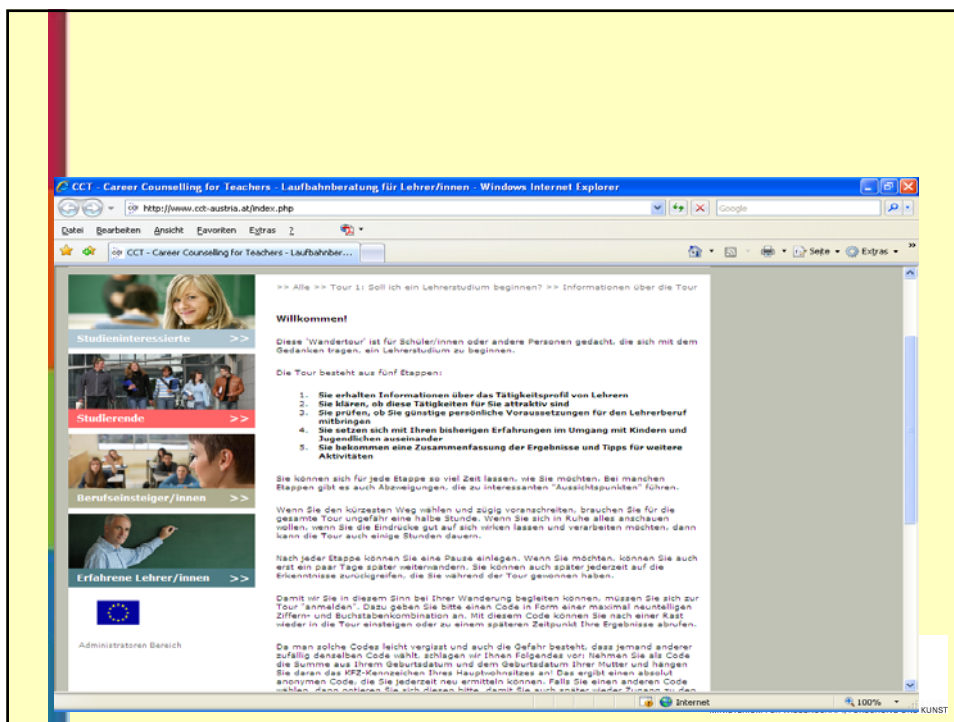 CCT - Career Counselling for Teachers - Laufbahnberatung für Lehrer/innen - Windows Internet Explorer
http://www.cct-austria.at/index.php
Google
Datei Bearbeiten Ansicht Favoriten Extras ?
CCT - Career Counselling for Teachers - Laufbahnber...
Seite Extras
>> Alle >> Tour 1: Soll ich ein Lehrerstudium beginnen? >> Informationen über die Tour
Studieninteressierte >>
Studierende >>
Berufseinsteiger/innen >>
Erfahrene Lehrer/innen >>
Administratoren Bereich
Willkommen!
Diese 'Wandertour' ist für Schüler/innen oder andere Personen gedacht, die sich mit dem
Gedanken tragen, ein Lehrerstudium zu beginnen.
Die Tour besteht aus fünf Etappen:
1. Sie erhalten Informationen über das Tätigkeitsprofil von Lehrern
2. Sie klären, ob diese Tätigkeiten für Sie attraktiv sind
3. Sie prüfen, ob Sie günstige persönliche Voraussetzungen für den Lehrerberuf
mitbringen
4. Sie setzen sich mit Ihren bisherigen Erfahrungen im Umgang mit Kindern und
Jugendlichen auseinander
5. Sie bekommen eine Zusammenfassung der Ergebnisse und Tipps für weitere
Aktivitäten
Sie können sich für jede Etappe so viel Zeit lassen, wie Sie möchten. Bei manchen
Etappen gibt es auch Abzweigungen, die zu interessanten "Aussichtspunkten" führen.
Wenn Sie den kürzesten Weg wählen und zügig voranschreiten, brauchen Sie für die
gesamte Tour ungefähr eine halbe Stunde. Wenn Sie sich in Ruhe alles anschauen
wollen, wenn Sie die Eindrücke gut auf sich wirken lassen und verarbeiten möchten, dann
kann die Tour auch einige Stunden dauern.
Nach jeder Etappe können Sie eine Pause einlegen. Wenn Sie möchten, können Sie auch
erst ein paar Tage später weiterwandern. Sie können auch später jederzeit auf die
Erkenntnisse zurückgreifen, die Sie während der Tour gewonnen haben.
Damit wir Sie in diesem Sinn bei Ihrer Wanderung begleiten können, müssen Sie sich zur
Tour "anmelden". Dazu geben Sie bitte einen Code in Form einer maximal neuntelligen
Ziffern- und Buchstabenkombination an. Mit diesem Code können Sie nach einer Rast
wieder in die Tour einsteigen oder zu einem späteren Zeitpunkt Ihre Ergebnisse abrufen.
Da man solche Codes leicht vergisst und auch die Gefahr besteht, dass jemand anderer
zufällig denselben Code wählt, schlagen wir Ihnen Folgendes vor: Nehmen Sie als Code
die Summe aus Ihrem Geburtsdatum und dem Geburtsdatum Ihrer Mutter und hängen
Sie daran das KFZ-Kennzeichen Ihres Hauptwohnsitzes an! Das ergibt einen absolut
anonymen Code, die Sie jederzeit neu ermitteln können. Falls Sie einen anderen Code
wählen, dann notieren Sie sich diesen bitte, damit Sie auch später wieder Zugang zu den
Internet
100%
UND KUNST